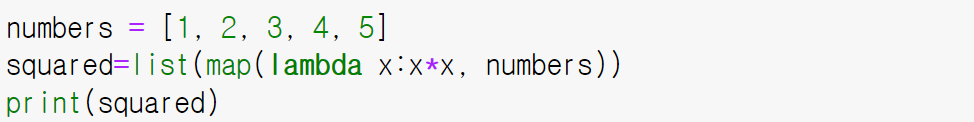 numbers = [1, 2, 3, 4, 5]
squared=list(map(lambda x:x*x, numbers))
print(squared)